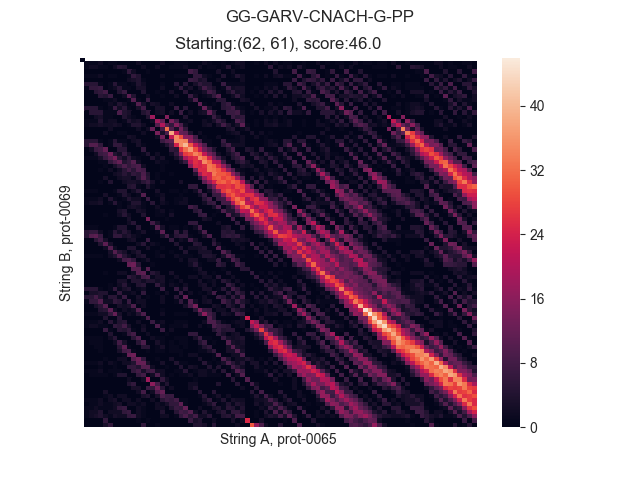 GG-GARV-CNACH-G-PP
Starting:(62, 61), score:46.0
String B, prot-0069
String A, prot-0065
40
32
24
16
8
0